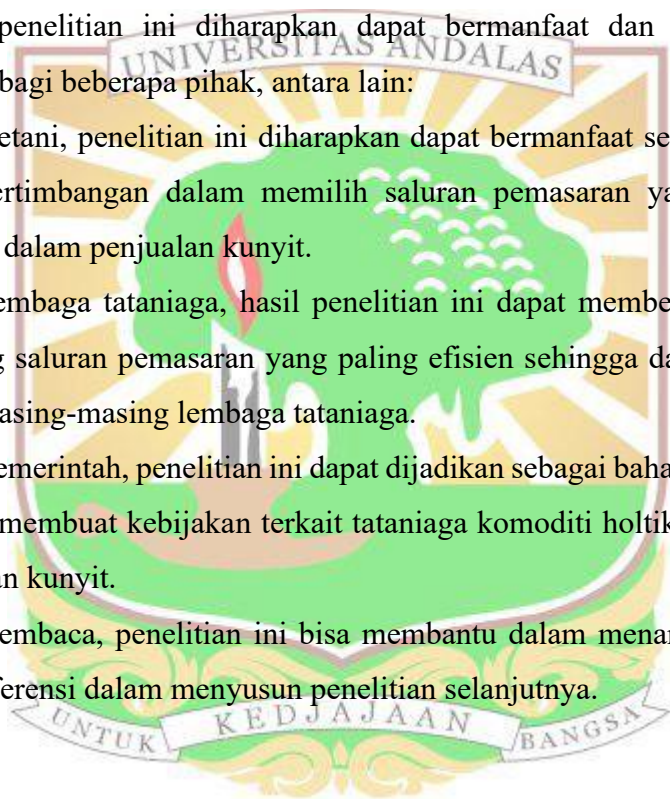 penelitian ini diharapkan dapat bermanfaat dan
UNIVERSITAS ANDALAS
bagi beberapa pihak, antara lain:
etani, penelitian ini diharapkan dapat bermanfaat se
ertimbangan dalam memilih saluran pemasaran ya
dalam penjualan kunyit.
embaga tataniaga, hasil penelitian ini dapat membe
g saluran pemasaran yang paling efisien sehingga da
asing-masing lembaga tataniaga.
emerintah, penelitian ini dapat dijadikan sebagai baha
membuat kebijakan terkait tataniaga komoditi holtik
an kunyit.
embaca, penelitian ini bisa membantu dalam menar
ferensi dalam menyusun penelitian selanjutnya.
UNTUK KEDJAJAAN BANGSA